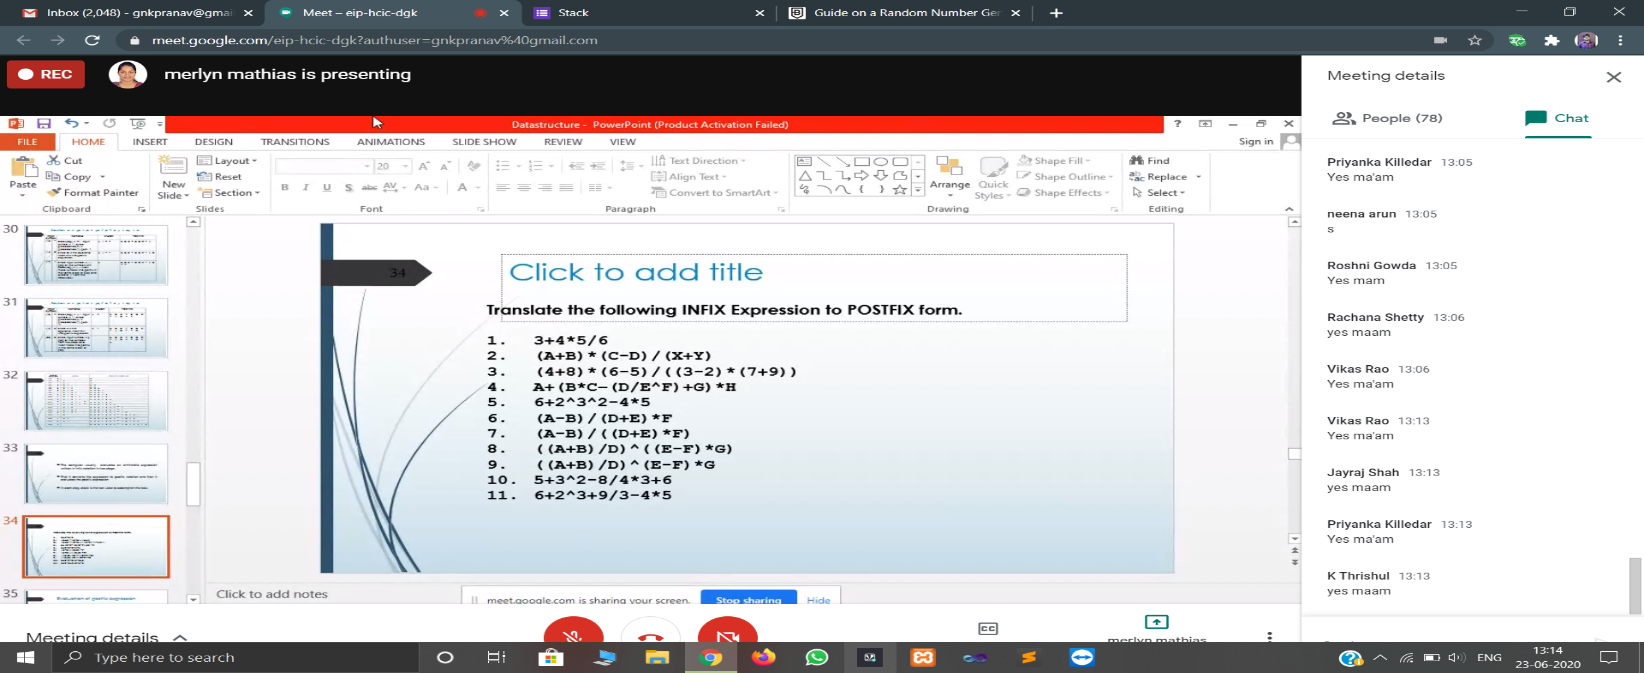 Inbox (2,048) - gnkpranav@gmai
Meet – eip-hcic-dgk
Stack
Guide on a Random Number Ger
meet.google.com/eip-hcic-dgk?authuser=gnkpranav%40gmail.com
REC
merlyn mathias is presenting
Meeting details
People (78)
Chat
Datastructure - PowerPoint (Product Activation Failed)
FILE HOME INSERT DESIGN TRANSITIONS ANIMATIONS SLIDE SHOW REVIEW VIEW
Sign in
Paste
Cut
Copy
Format Painter
Clipboard
New
Slide
Layout
Reset
Section
Slides
20
B I U S abc AV Aa A
Font
Text Direction
Align Text
Convert to SmartArt
Paragraph
Arrange
Quick
Styles
Shape Fill
Shape Outline
Shape Effects
Drawing
Find
Replace
Select
Editing
30
31
32
33
34
35
34
Click to add title
Translate the following INFIX Expression to POSTFIX form.
1. 3+4*5/6
2. (A+B)*(C-D)/(X+Y)
3. (4+8)*(6-5)/((3-2)*(7+9))
4. A+(B*C-(D/E^F)+G)*H
5. 6+2^3^2-4*5
6. (A-B)/(D+E)*F
7. (A-B)/((D+E)*F)
8. ((A+B)/D)^((E-F)*G)
9. ((A+B)/D)^(E-F)*G
10. 5+3^2-8/4*3+6
11. 6+2^3+9/3-4*5
Click to add notes
meet.google.com is sharing your screen.
Stop sharing
Hide
Meeting details
CC
merlyn mathias
Priyanka Killedar 13:05
Yes ma'am
neena arun 13:05
s
Roshni Gowda 13:05
Yes mam
Rachana Shetty 13:06
yes maam
Vikas Rao 13:06
Yes ma'am
Vikas Rao 13:13
Yes ma'am
Jayraj Shah 13:13
yes maam
Priyanka Killedar 13:13
Yes ma'am
K Thrishul 13:13
yes maam
Type here to search
ENG
13:14
23-06-2020